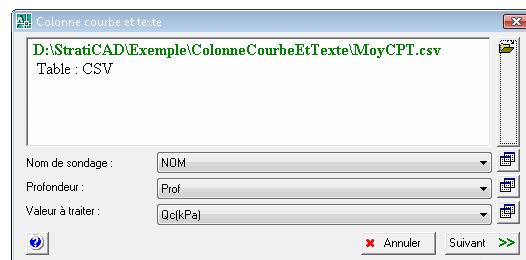 Colonne courbe et texte
D:\StratiCAD\Exemple\ColonneCourbeEtTexte\MoyCPT.csv
Table : CSV
Nom de sondage : NOM
Profondeur : Prof
Valeur à traiter : Qc(kPa)
Annuler Suivant >>